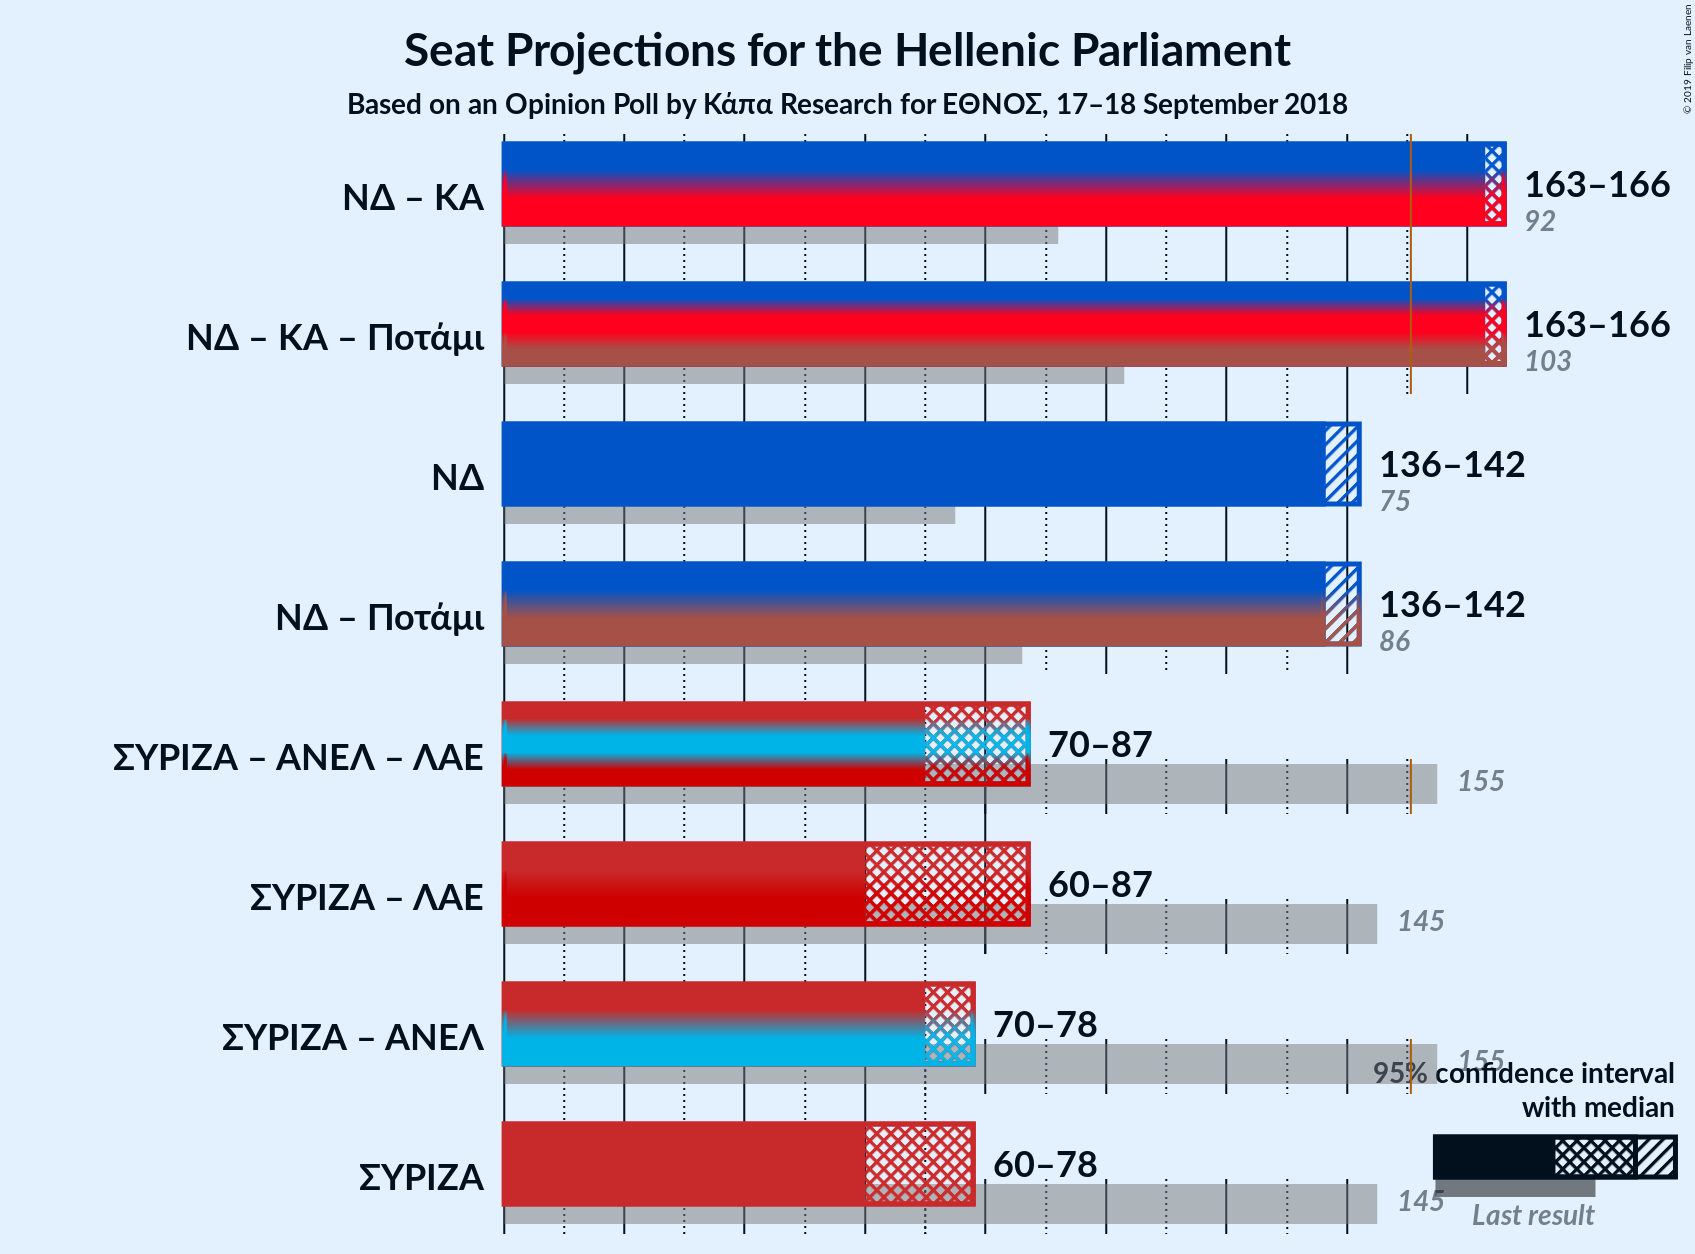 Seat Projections for the Hellenic Parliament
Based on an Opinion Poll by Κάπα Research for ΕΘΝΟΣ, 17–18 September 2018
© 2019 Filip van Laenen
ΝΔ – ΚΑ
163–166
92
ΝΔ – ΚΑ – Ποτάμι
163–166
103
ΝΔ
136–142
75
ΝΔ – Ποτάμι
136–142
86
ΣΥΡΙΖΑ – ΑΝΕΛ – ΛΑΕ
70–87
155
ΣΥΡΙΖΑ – ΛΑΕ
60–87
145
ΣΥΡΙΖΑ – ΑΝΕΛ
70–78
155
ΣΥΡΙΖΑ
60–78
145
95% confidence interval
with median
Last result